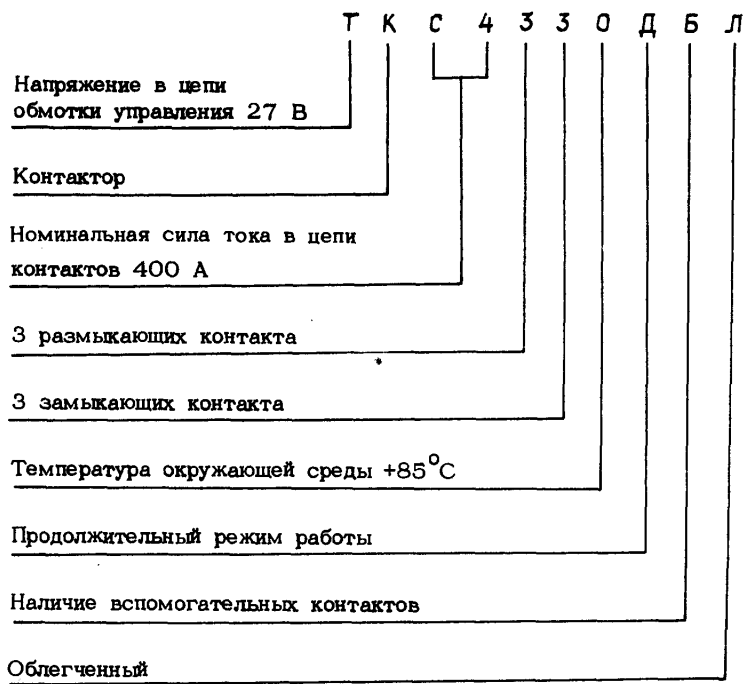 Т К С 4 3 3 0 Д Б Л
Напряжение в цепи
обмотки управления 27 В
Контактор
Номинальная сила тока в цепи
контактов 400 А
3 размыкающих контакта
3 замыкающих контакта
Температура окружающей среды +85°С
Продолжительный режим работы
Наличие вспомогательных контактов
Облегченный